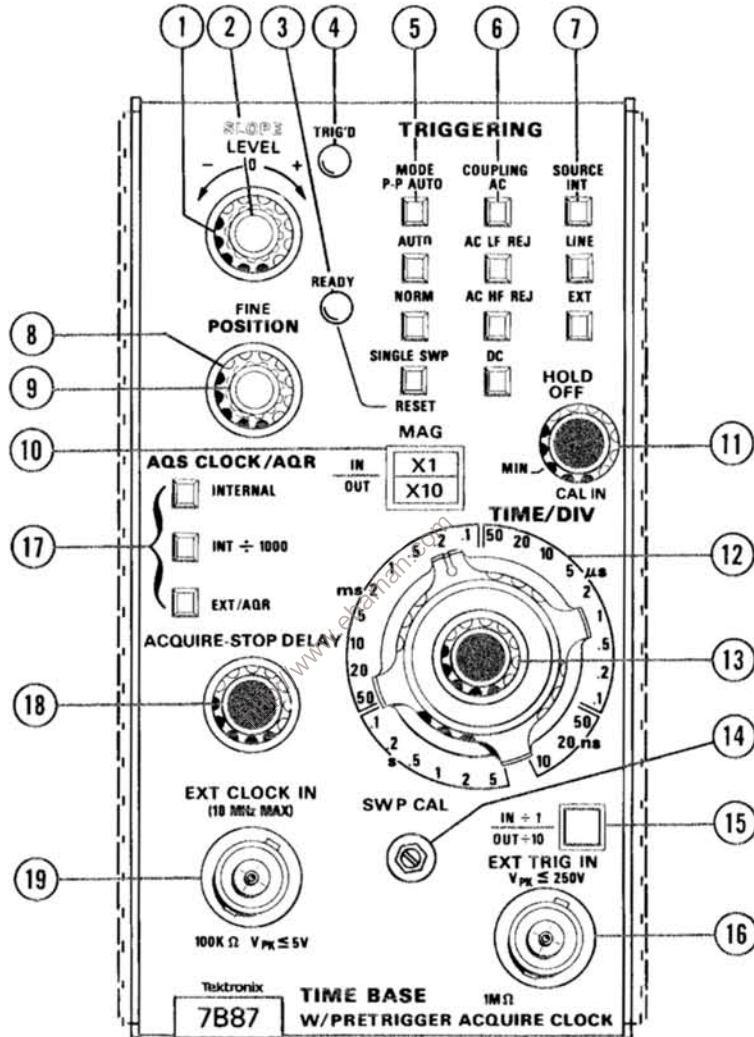 1 2 3 4 5 6 7
SLOPE
LEVEL
− 0 +
TRIG'D
TRIGGERING
MODE
P-P AUTO
COUPLING
AC
SOURCE
INT
AUTO
AC LF REJ
LINE
READY
NORM
AC HF REJ
EXT
8
FINE
POSITION
9
SINGLE SWP
DC
RESET
HOLD
OFF
10
MAG
IN
OUT
X1
X10
MIN
11
CAL IN
AQS CLOCK/AQR
INTERNAL
17
INT ÷ 1000
EXT/AQR
TIME/DIV
12
.1 50 20 10 5 µs 2 1 .5 .2 .1
50 20 ns 10
ms 2 1 .5 .2
5 10 20 50
.1 .2 s .5 1 2 5
13
ACQUIRE-STOP DELAY
18
14
EXT CLOCK IN
(10 MHz MAX)
SWP CAL
IN ÷ 1
OUT÷10
15
EXT TRIG IN
VPK ≤ 250V
19
16
100K Ω VPK ≤ 5V
1M Ω
Tektronix
7B87
TIME BASE
W/PRETRIGGER ACQUIRE CLOCK
www.ebaman.com